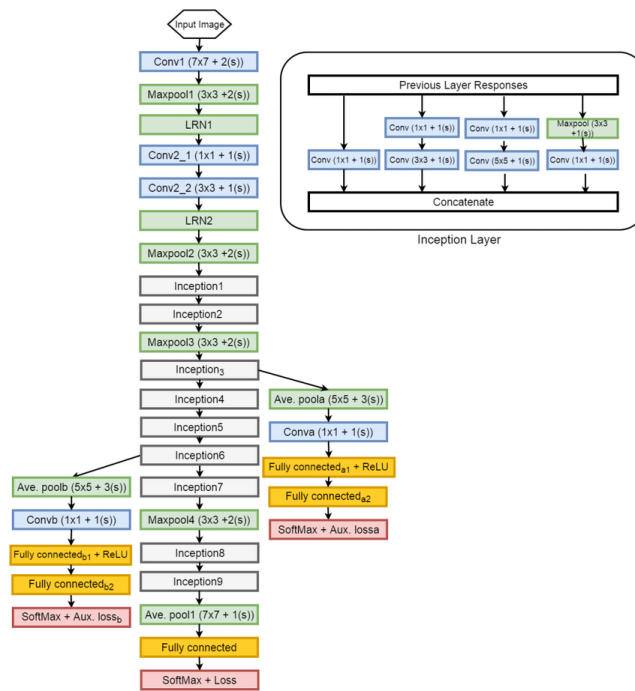 Input Image
Conv1 (7x7 + 2(s))
Maxpool1 (3x3 +2(s))
LRN1
Conv2_1 (1x1 + 1(s))
Conv2_2 (3x3 + 1(s))
LRN2
Maxpool2 (3x3 +2(s))
Inception1
Inception2
Maxpool3 (3x3 +2(s))
Inception3
Inception4
Inception5
Inception6
Inception7
Maxpool4 (3x3 +2(s))
Inception8
Inception9
Ave. pool1 (7x7 + 1(s))
Fully connected
SoftMax + Loss
Ave. poola (5x5 + 3(s))
Conva (1x1 + 1(s))
Fully connecteda1 + ReLU
Fully connecteda2
SoftMax + Aux. lossa
Ave. poolb (5x5 + 3(s))
Convb (1x1 + 1(s))
Fully connectedb1 + ReLU
Fully connectedb2
SoftMax + Aux. lossb
Previous Layer Responses
Conv (1x1 + 1(s))
Conv (1x1 + 1(s))
Maxpool (3x3
+1(s))
Conv (1x1 + 1(s))
Conv (3x3 + 1(s))
Conv (5x5 + 1(s))
Conv (1x1 + 1(s))
Concatenate
Inception Layer